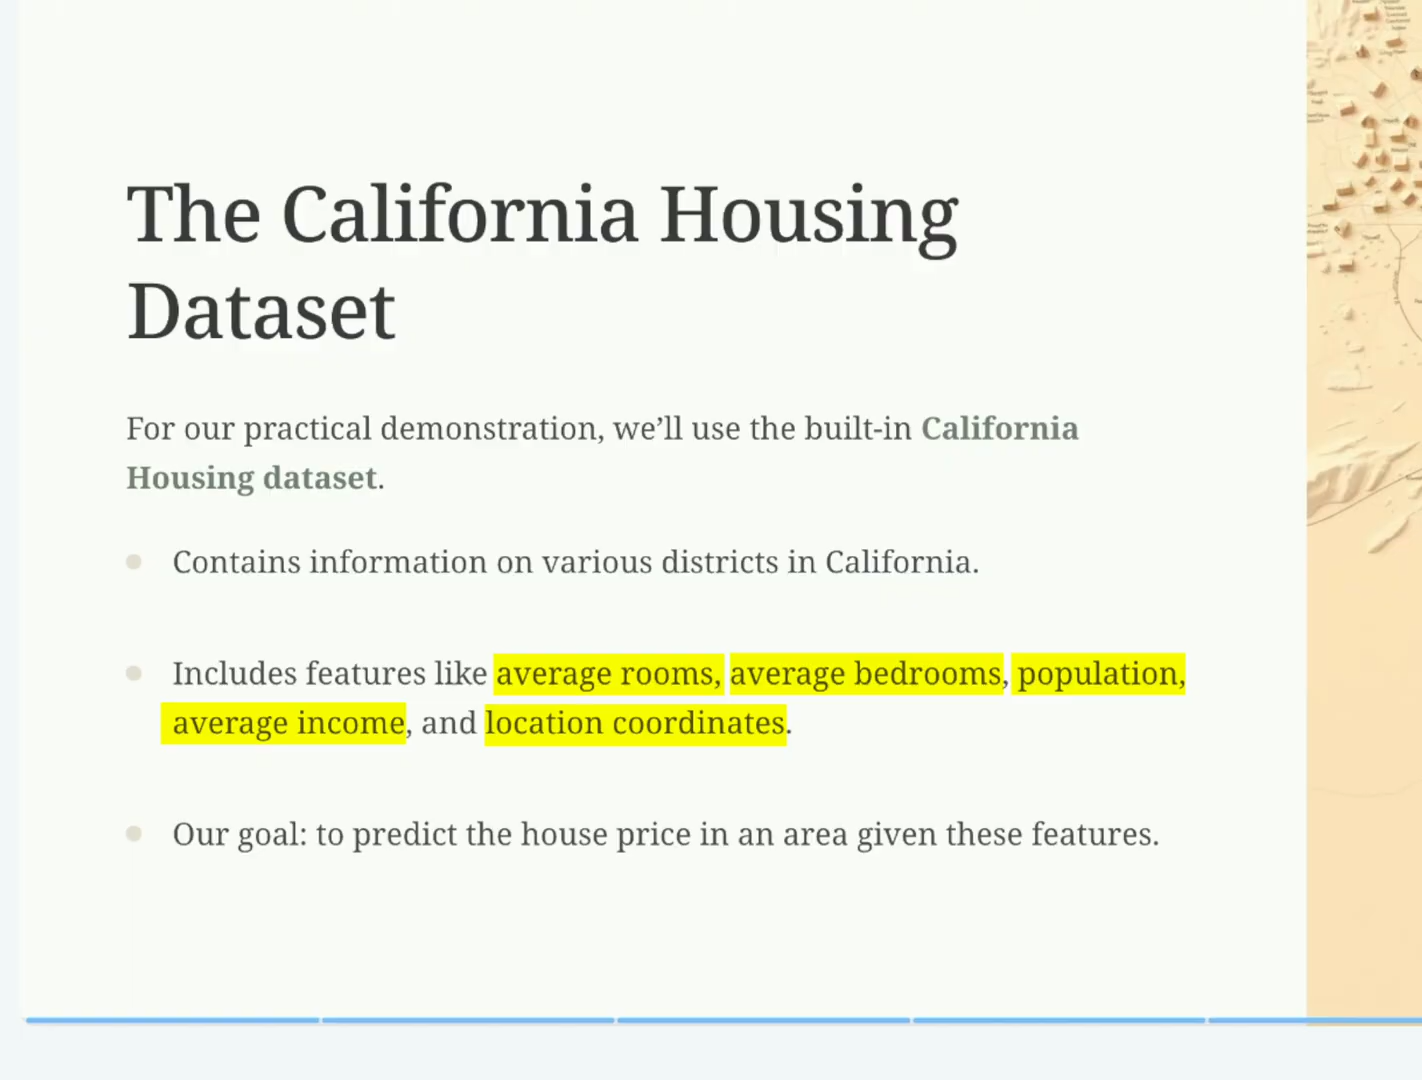 The California Housing
Dataset
For our practical demonstration, we’ll use the built-in California
Housing dataset.
Contains information on various districts in California.
Includes features like average rooms, average bedrooms, population,
average income, and location coordinates.
Our goal: to predict the house price in an area given these features.